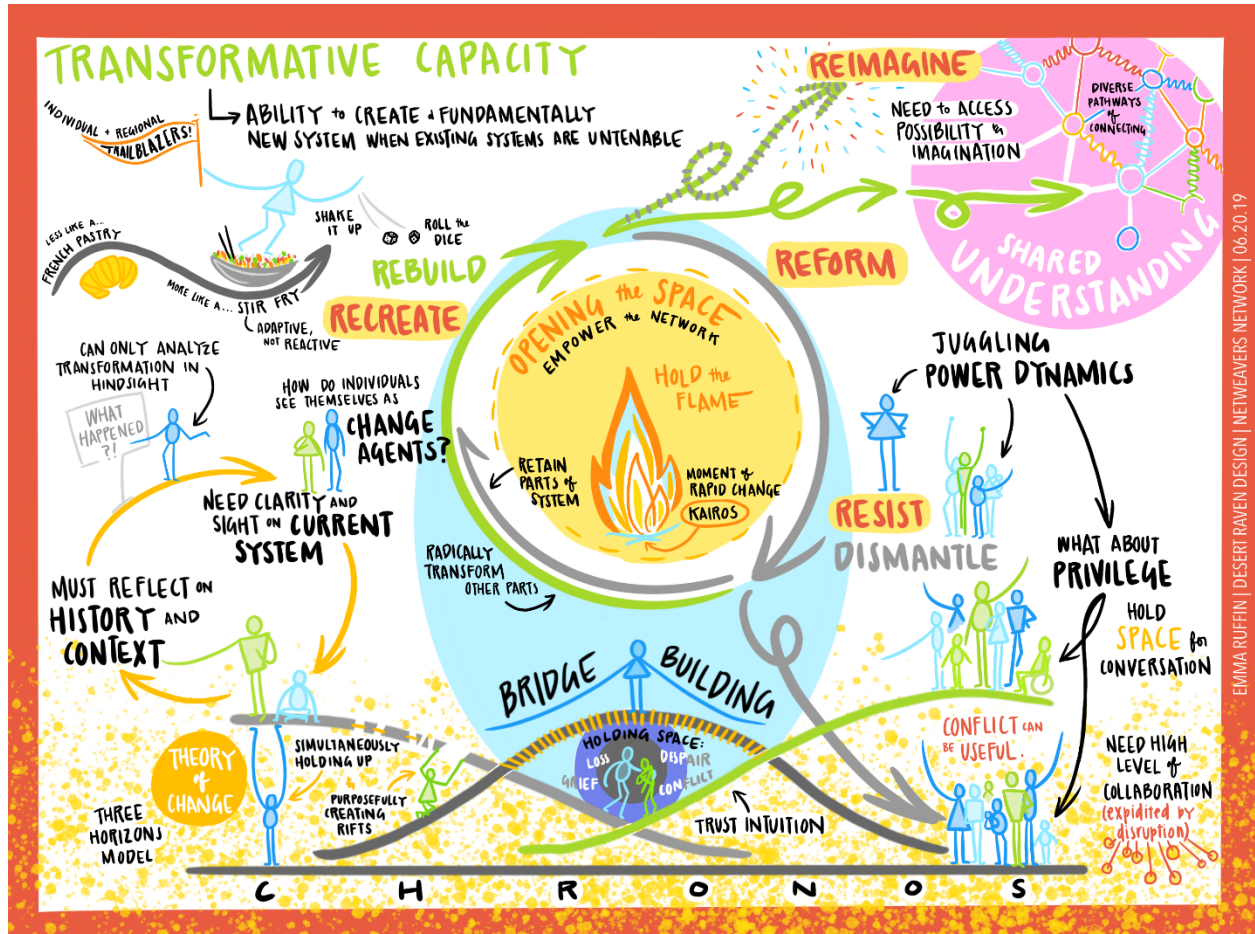 TRANSFORMATIVE CAPACITY
ABILITY to CREATE a FUNDAMENTALLY
NEW SYSTEM WHEN EXISTING SYSTEMS ARE UNTENABLE
INDIVIDUAL + REGIONAL
TRAILBLAZERS!
SHAKE
IT UP
ROLL the
DICE
LESS LIKE A...
FRENCH PASTRY
MORE LIKE A... STIR FRY
ADAPTIVE,
NOT REACTIVE
REBUILD
RECREATE
REIMAGINE
NEED to ACCESS
POSSIBILITY &
IMAGINATION
DIVERSE
PATHWAYS
of
CONNECTING
SHARED
UNDERSTANDING
REFORM
OPENING the SPACE
EMPOWER the NETWORK
HOLD the
FLAME
MOMENT of
RAPID CHANGE
KAIROS
RETAIN
PARTS of
SYSTEM
RADICALLY
TRANSFORM
OTHER PARTS
CAN ONLY ANALYZE
TRANSFORMATION IN
HINDSIGHT
WHAT
HAPPENED
?!
HOW DO INDIVIDUALS
SEE THEMSELVES AS
CHANGE
AGENTS?
NEED CLARITY AND
SIGHT ON CURRENT
SYSTEM
MUST REFLECT ON
HISTORY AND
CONTEXT
JUGGLING
POWER DYNAMICS
RESIST
DISMANTLE
WHAT ABOUT
PRIVILEGE
HOLD
SPACE for
CONVERSATION
BRIDGE BUILDING
HOLDING SPACE:
LOSS DESPAIR
GRIEF CONFLICT
TRUST INTUITION
CONFLICT CAN
BE USEFUL.
NEED HIGH
LEVEL of
COLLABORATION
(expidited by
disruption)
THEORY
of
CHANGE
THREE
HORIZONS
MODEL
SIMULTANEOUSLY
HOLDING UP
PURPOSEFULLY
CREATING
RIFTS
CHRONOS
EMMA RUFFIN | DESERT RAVEN DESIGN | NETWEAVERS NETWORK | 06.20.19